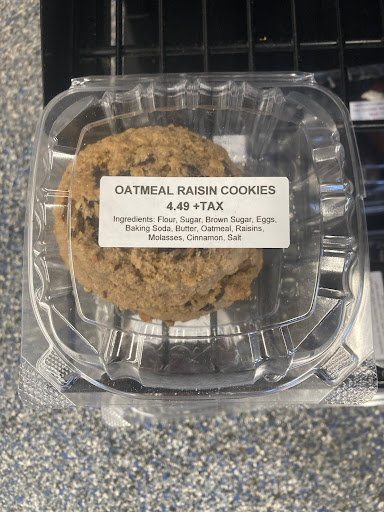 OATMEAL RAISIN COOKIES
4.49 +TAX
Ingredients: Flour, Sugar, Brown Sugar, Eggs,
Baking Soda, Butter, Oatmeal, Raisins,
Molasses, Cinnamon, Salt